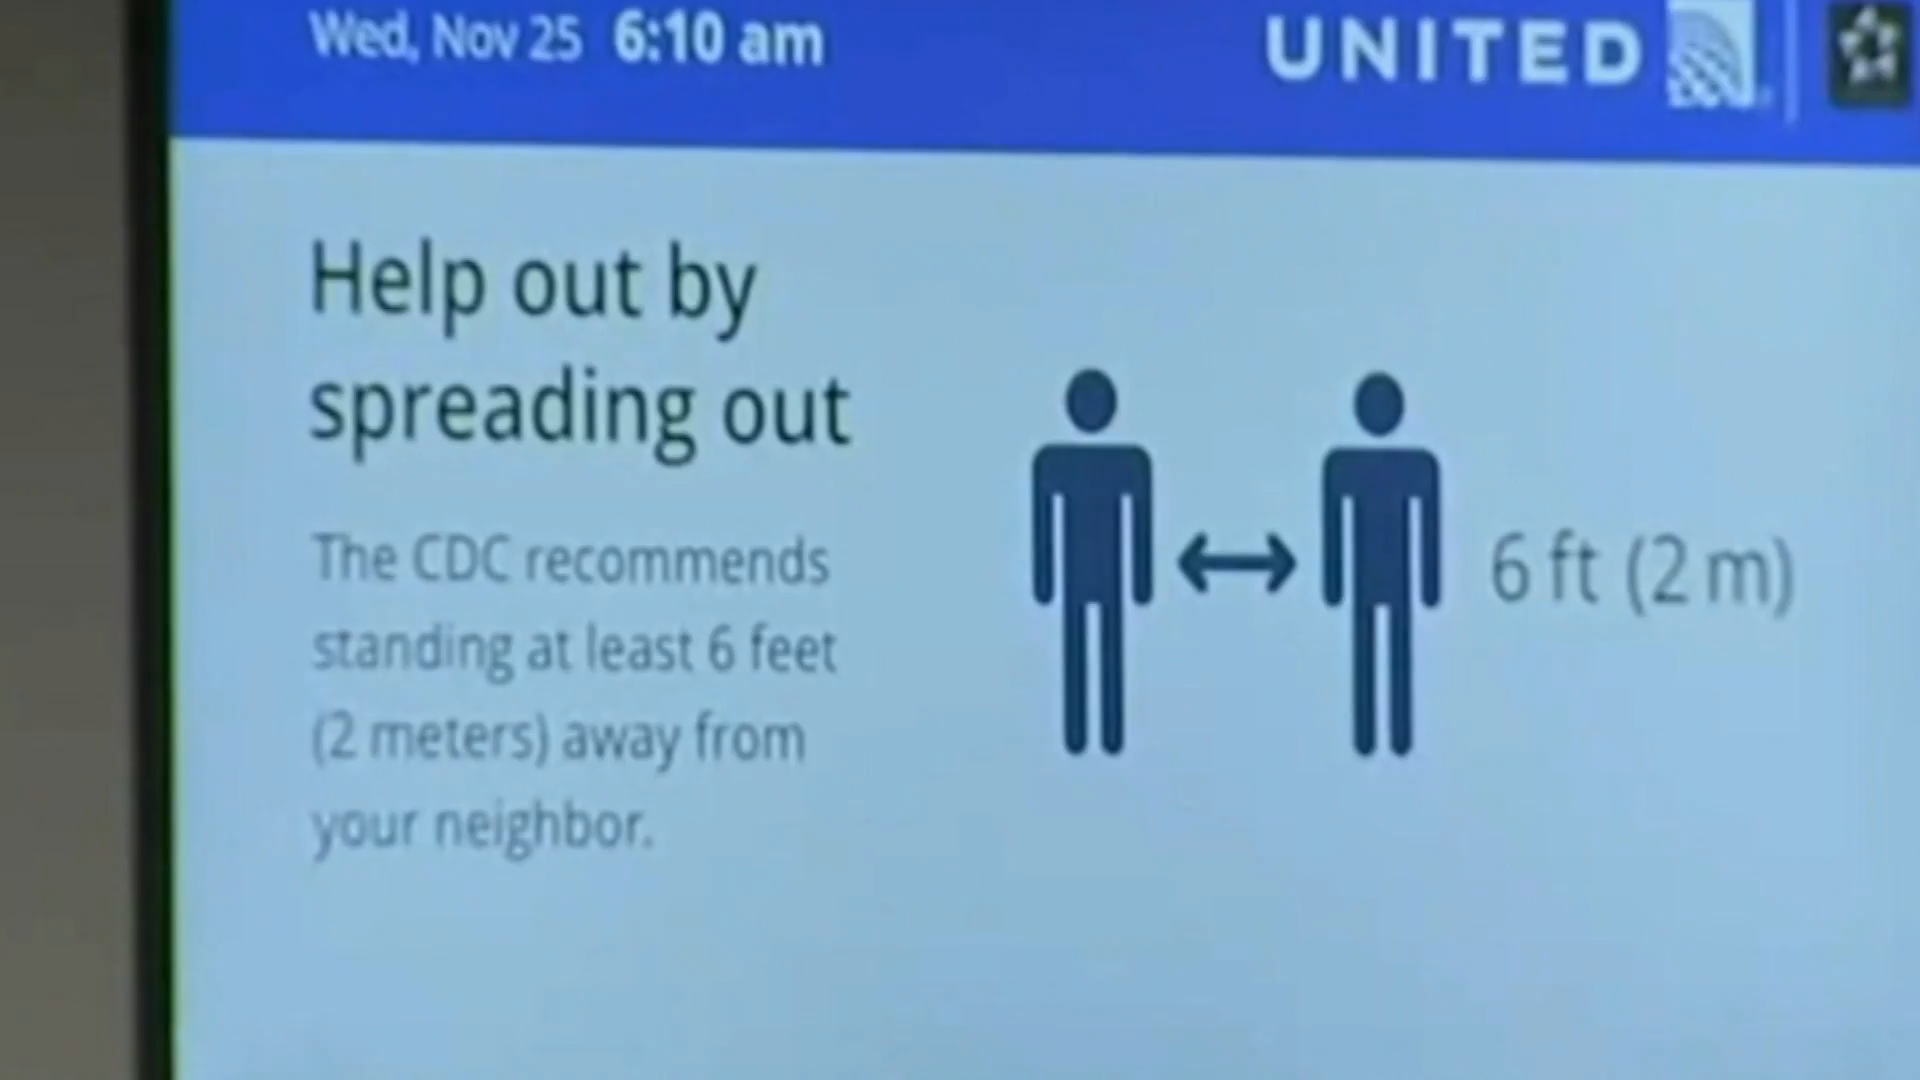 Wed, Nov 25 6:10 am
UNITED
Help out by
spreading out
The CDC recommends
standing at least 6 feet
(2 meters) away from
your neighbor.
6 ft (2 m)